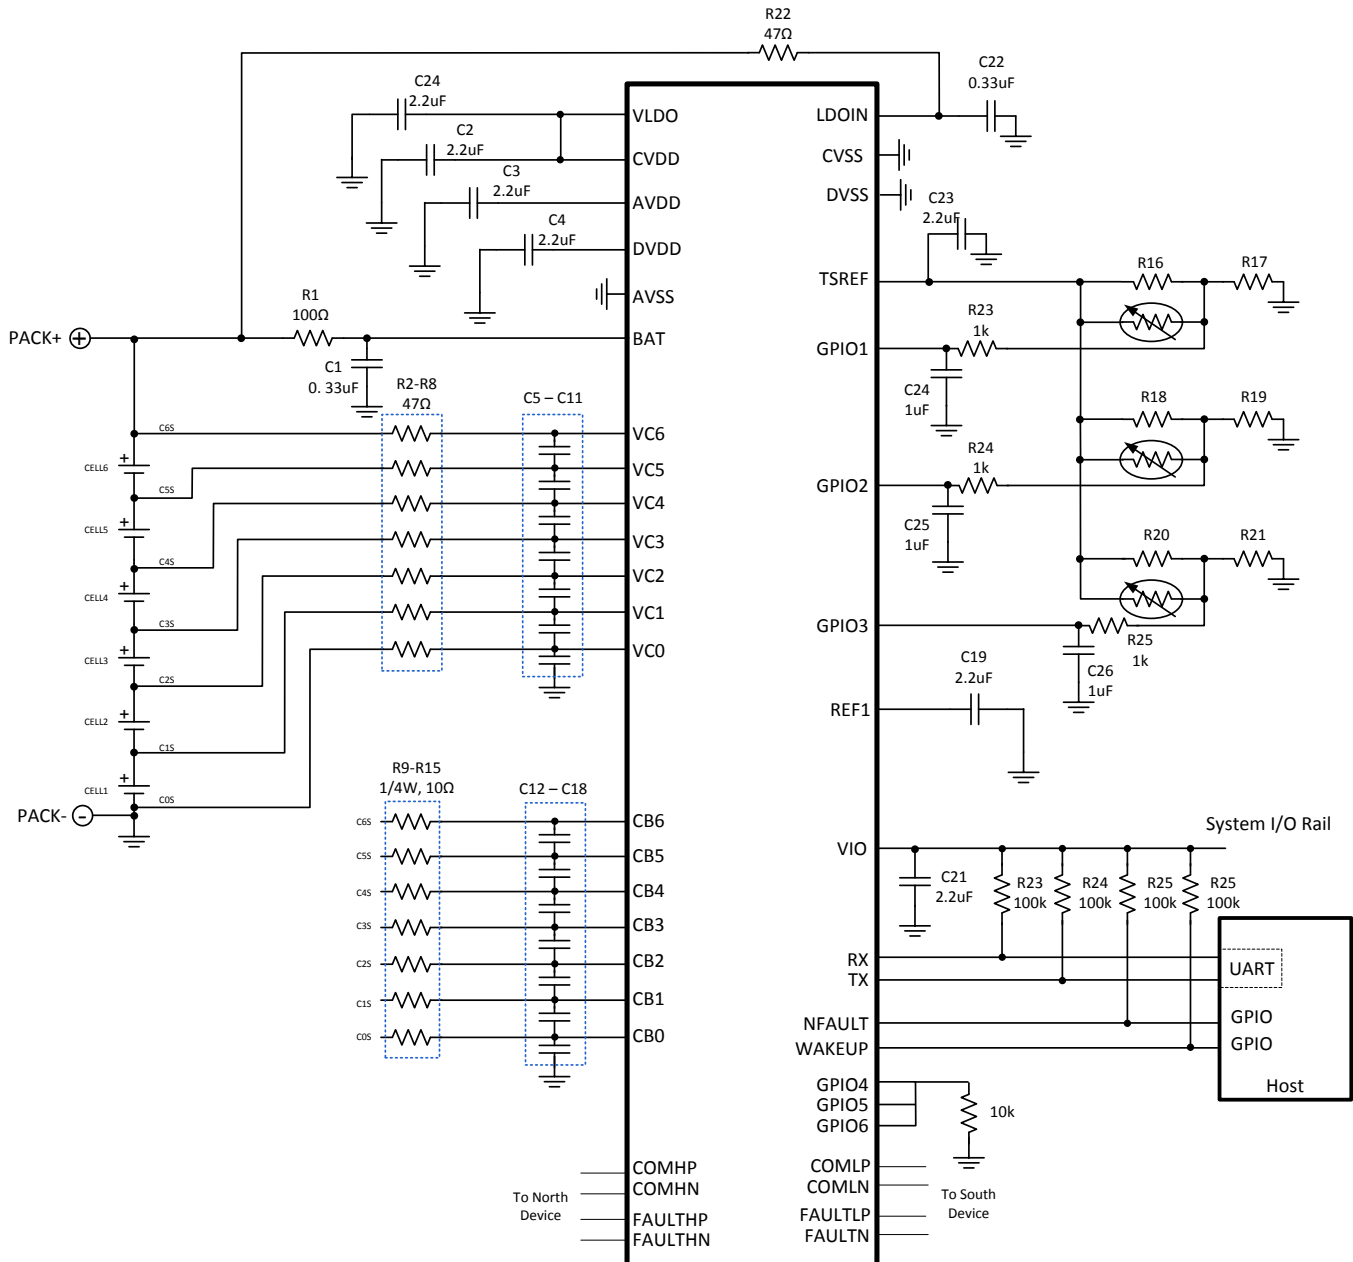 R22
47Ω
C24
2.2uF
C22
0.33uF
VLDO
LDOIN
C2
2.2uF
CVDD
CVSS
C3
2.2uF
AVDD
DVSS
C4
2.2uF
DVDD
C23
2.2uF
AVSS
TSREF
R16
R17
R1
100Ω
PACK+
BAT
R23
1k
GPIO1
C1
0. 33uF
C24
1uF
R2-R8
47Ω
C5 – C11
R18
R19
C6S
VC6
CELL6
+
C5S
VC5
R24
1k
GPIO2
C4S
VC4
CELL5
+
C25
1uF
C3S
VC3
R20
R21
CELL4
+
C2S
VC2
CELL3
+
C1S
VC1
GPIO3
R25
1k
CELL2
+
C0S
VC0
C26
1uF
C19
2.2uF
REF1
CELL1
+
PACK-
-
R9-R15
1/4W, 10Ω
C12 – C18
C6S
CB6
C5S
CB5
C4S
CB4
C3S
CB3
C2S
CB2
C1S
CB1
C0S
CB0
System I/O Rail
VIO
C21
2.2uF
R23
100k
R24
100k
R25
100k
R25
100k
RX
TX
UART
NFAULT
GPIO
WAKEUP
GPIO
Host
GPIO4
GPIO5
GPIO6
10k
COMHP
COMHN
To North
Device
FAULTHP
FAULTHN
COMLP
COMLN
To South
Device
FAULTLP
FAULTN